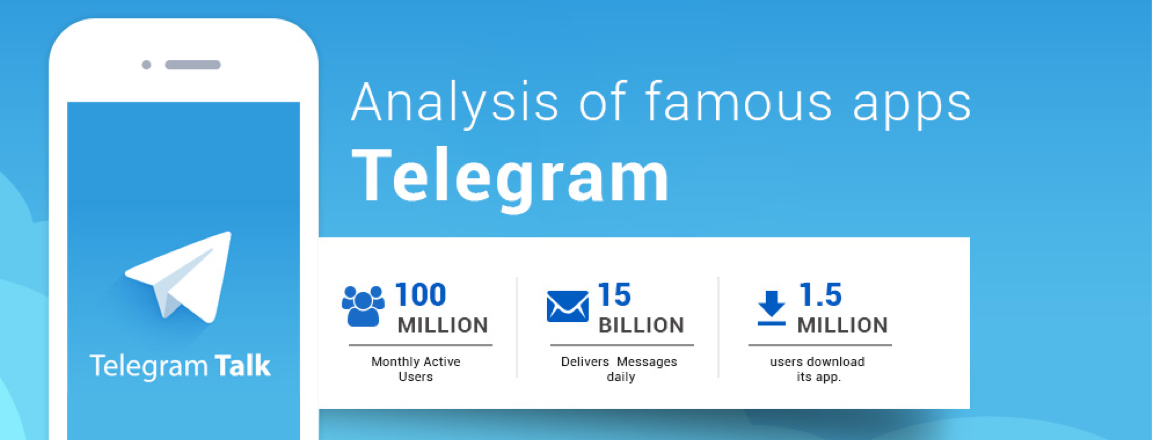 Analysis of famous apps
Telegram
Telegram Talk
100
MILLION
Monthly Active
Users
15
BILLION
Delivers Messages
daily
1.5
MILLION
users download
its app.